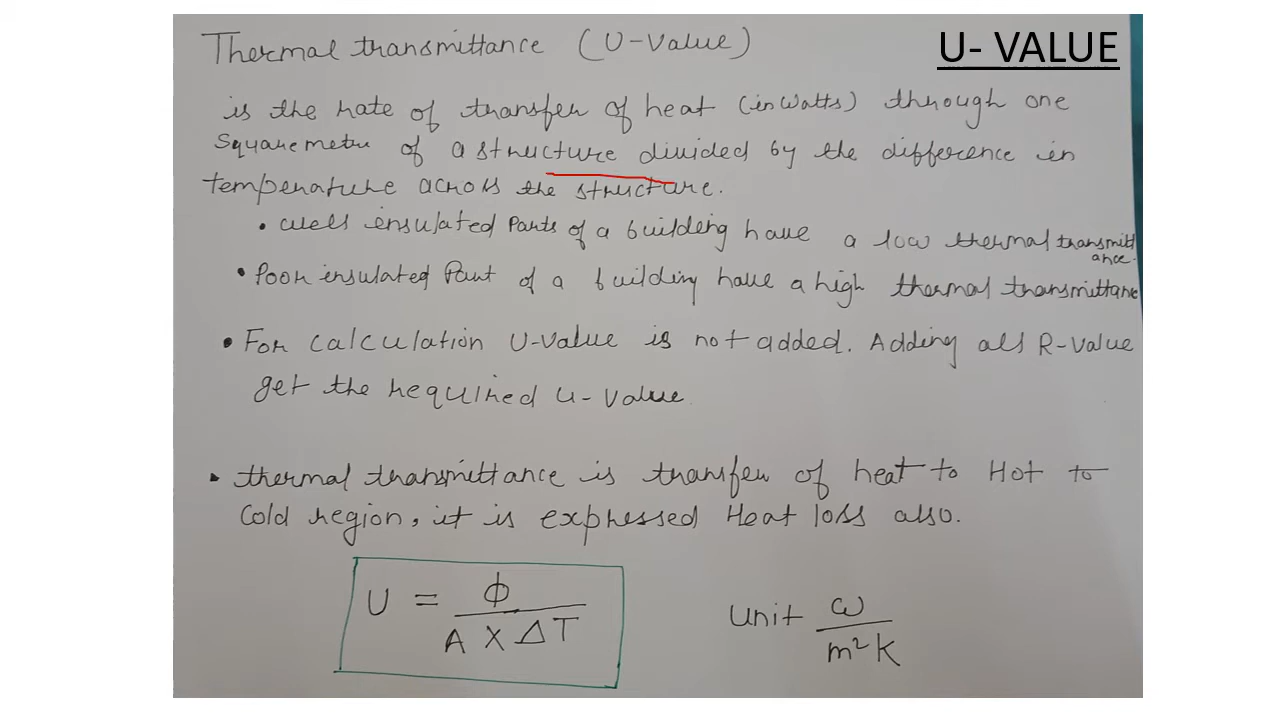 U- VALUE
Thermal transmittance (U-Value)
is the rate of transfer of heat (in watts) through one
Square metre of a structure divided by the difference in
temperature across the structure.
• well insulated Parts of a building have a low thermal transmittance.
• Poor insulated Part of a building have a high thermal transmittance
• For calculation U-value is not added. Adding all R-value
get the required U-value
• thermal transmittance is transfer of heat to Hot to
Cold region, it is expressed Heat loss also.
U = ϕ / A X ΔT
Unit ω / m²K